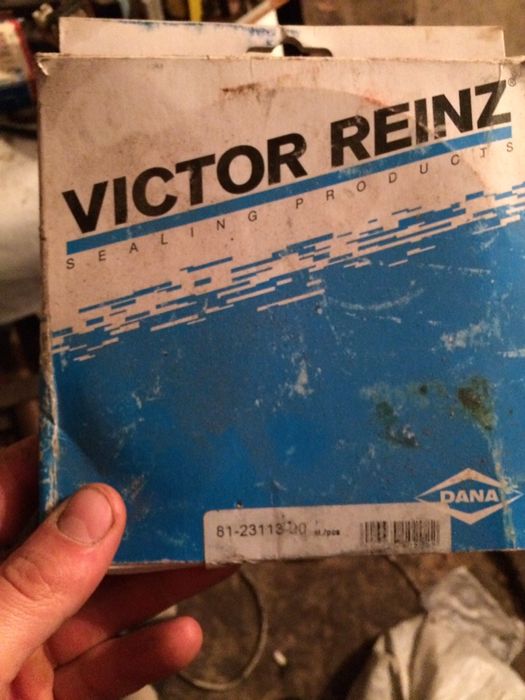 VICTOR REINZ®
SEALING PRODUCTS
DANA
81-23113-00